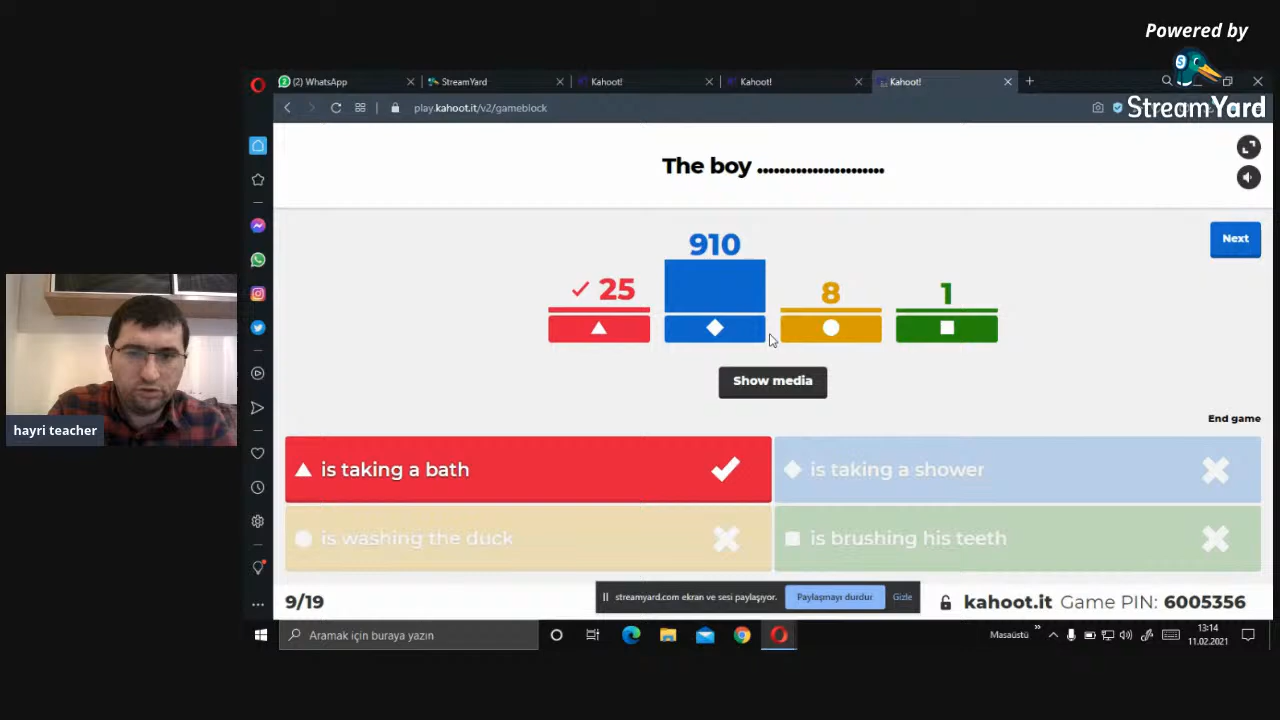 Powered by
StreamYard
(2) WhatsApp
StreamYard
Kahoot!
Kahoot!
Kahoot!
play.kahoot.it/v2/gameblock
The boy .......................
Next
910
25
8
1
Show media
hayri teacher
End game
is taking a bath
is taking a shower
is washing the duck
is brushing his teeth
9/19
streamyard.com ekran ve sesi paylaşıyor.
Paylaşmayı durdur
Gizle
kahoot.it Game PIN: 6005356
Aramak için buraya yazın
Masaüstü
13:14
11.02.2021